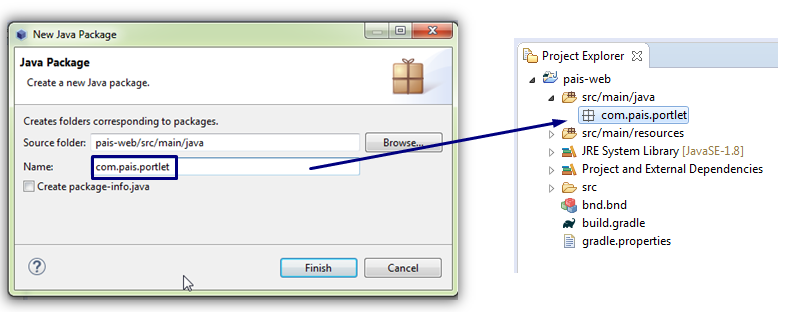 New Java Package
Java Package
Create a new Java package.
Creates folders corresponding to packages.
Source folder: pais-web/src/main/java Browse...
Name: com.pais.portlet
Create package-info.java
? Finish Cancel
Project Explorer
pais-web
src/main/java
com.pais.portlet
src/main/resources
JRE System Library [JavaSE-1.8]
Project and External Dependencies
src
bnd.bnd
build.gradle
gradle.properties